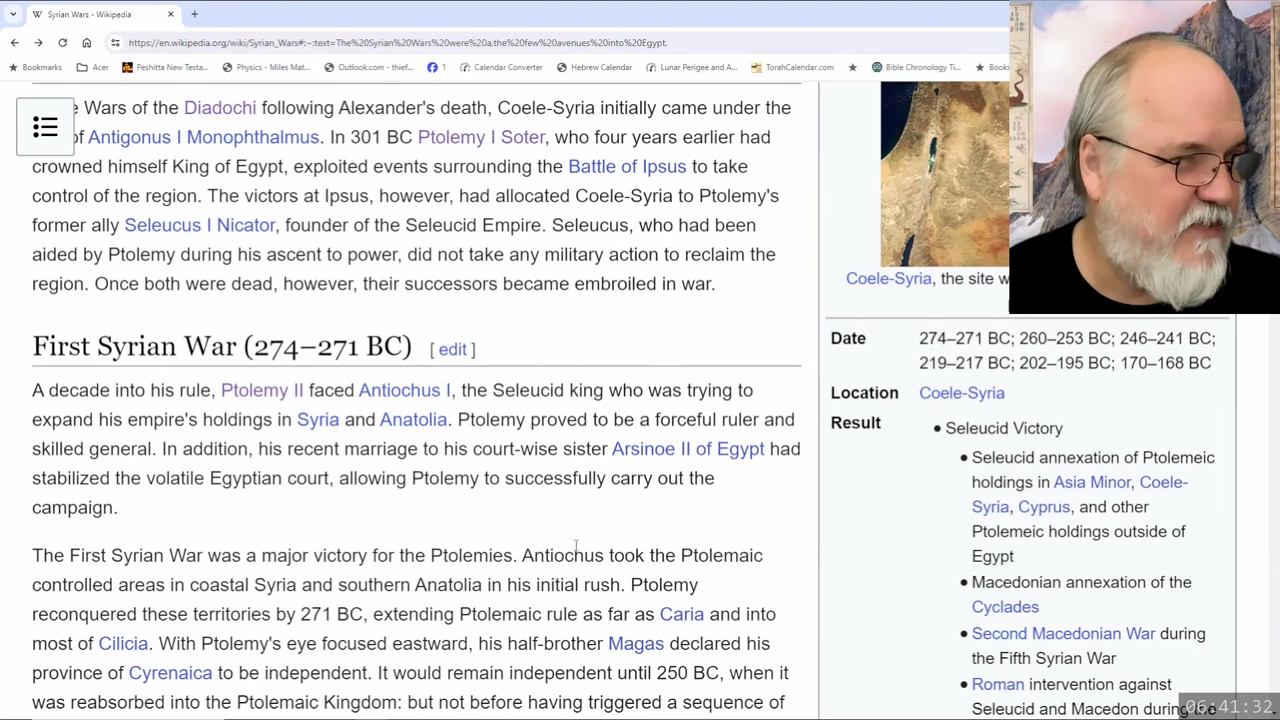 Syrian Wars - Wikipedia
https://en.wikipedia.org/wiki/Syrian_Wars#:~:text=The%20Syrian%20Wars%20were%20a,the%20few%20avenues%20into%20Egypt.
Bookmarks Acer Peshitta New Testa... Physics - Miles Mat... Outlook.com - thief... 1 Calendar Converter Hebrew Calendar Lunar Perigee and A... TorahCalendar.com Bible Chronology Ti...
Wars of the Diadochi following Alexander's death, Coele-Syria initially came under the
of Antigonus I Monophthalmus. In 301 BC Ptolemy I Soter, who four years earlier had
crowned himself King of Egypt, exploited events surrounding the Battle of Ipsus to take
control of the region. The victors at Ipsus, however, had allocated Coele-Syria to Ptolemy's
former ally Seleucus I Nicator, founder of the Seleucid Empire. Seleucus, who had been
aided by Ptolemy during his ascent to power, did not take any military action to reclaim the
region. Once both were dead, however, their successors became embroiled in war.
First Syrian War (274–271 BC) [ edit ]
A decade into his rule, Ptolemy II faced Antiochus I, the Seleucid king who was trying to
expand his empire's holdings in Syria and Anatolia. Ptolemy proved to be a forceful ruler and
skilled general. In addition, his recent marriage to his court-wise sister Arsinoe II of Egypt had
stabilized the volatile Egyptian court, allowing Ptolemy to successfully carry out the
campaign.
The First Syrian War was a major victory for the Ptolemies. Antiochus took the Ptolemaic
controlled areas in coastal Syria and southern Anatolia in his initial rush. Ptolemy
reconquered these territories by 271 BC, extending Ptolemaic rule as far as Caria and into
most of Cilicia. With Ptolemy's eye focused eastward, his half-brother Magas declared his
province of Cyrenaica to be independent. It would remain independent until 250 BC, when it
was reabsorbed into the Ptolemaic Kingdom: but not before having triggered a sequence of
Coele-Syria, the site
Date 274–271 BC; 260–253 BC; 246–241 BC;
219–217 BC; 202–195 BC; 170–168 BC
Location Coele-Syria
Result
• Seleucid Victory
• Seleucid annexation of Ptolemeic
holdings in Asia Minor, Coele-
Syria, Cyprus, and other
Ptolemeic holdings outside of
Egypt
• Macedonian annexation of the
Cyclades
• Second Macedonian War during
the Fifth Syrian War
• Roman intervention against
Seleucid and Macedon during the
06:41:32